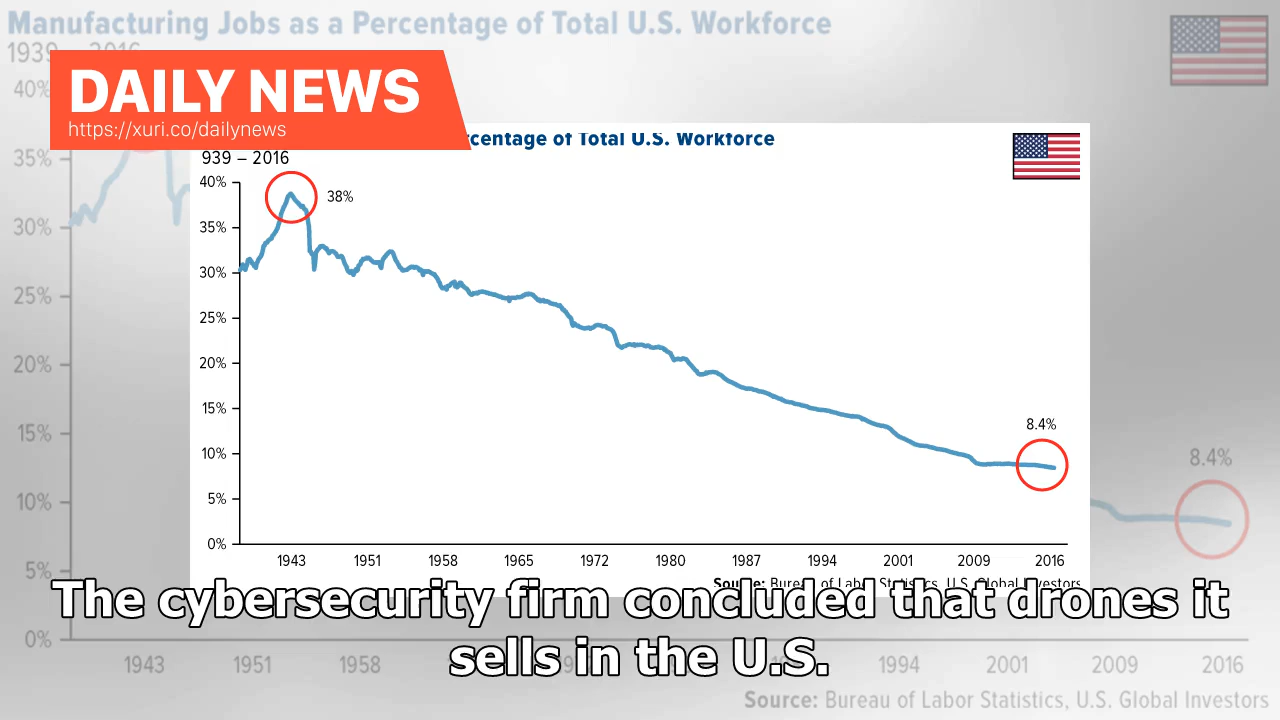 Manufacturing Jobs as a Percentage of Total U.S. Workforce
1939 – 2016
DAILY NEWS
https://xuri.co/dailynews
centage of Total U.S. Workforce
939 – 2016
40%
35%
30%
25%
20%
15%
10%
5%
0%
38%
8.4%
1943 1951 1958 1965 1972 1980 1987 1994 2001 2009 2016
Source: Bureau of Labor Statistics, U.S. Global Investors
40%
35%
30%
25%
20%
15%
10%
5%
0%
8.4%
1943 1951 1958 1994 2001 2009 2016
Source: Bureau of Labor Statistics, U.S. Global Investors
The cybersecurity firm concluded that drones it
sells in the U.S.